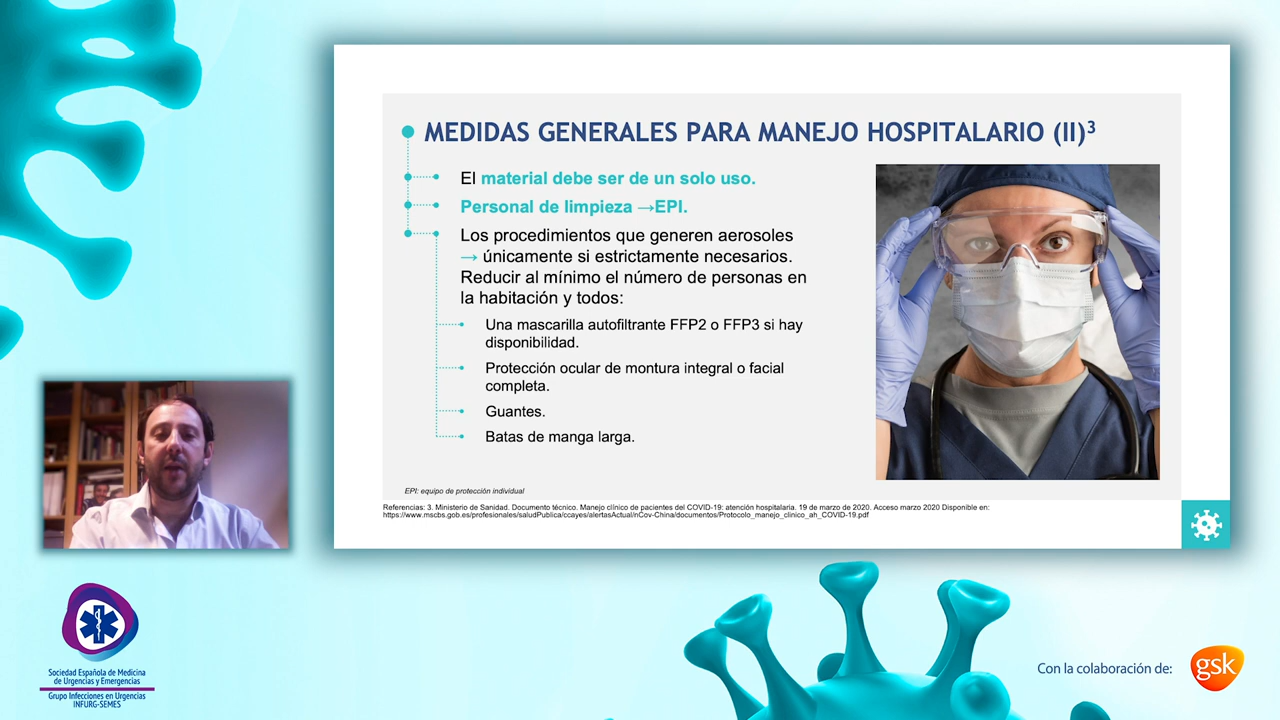 MEDIDAS GENERALES PARA MANEJO HOSPITALARIO (II)3
El material debe ser de un solo uso.
Personal de limpieza →EPI.
Los procedimientos que generen aerosoles
→ únicamente si estrictamente necesarios.
Reducir al mínimo el número de personas en
la habitación y todos:
Una mascarilla autofiltrante FFP2 o FFP3 si hay
disponibilidad.
Protección ocular de montura integral o facial
completa.
Guantes.
Batas de manga larga.
EPI: equipo de protección individual
Referencias: 3. Ministerio de Sanidad. Documento técnico. Manejo clínico de pacientes del COVID-19: atención hospitalaria. 19 de marzo de 2020. Acceso marzo 2020 Disponible en:
https://www.mscbs.gob.es/profesionales/saludPublica/ccayes/alertasActual/nCov-China/documentos/Protocolo_manejo_clinico_ah_COVID-19.pdf
Sociedad Española de Medicina
de Urgencias y Emergencias
Grupo Infecciones en Urgencias
INFURG-SEMES
Con la colaboración de:
gsk